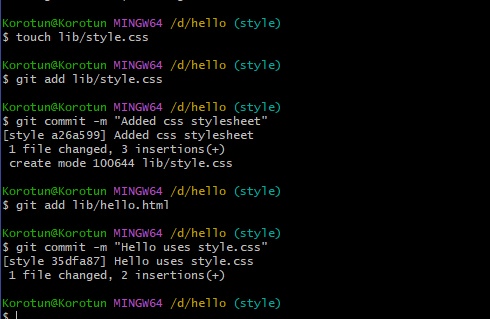 Korotun@Korotun MINGW64 /d/hello (style)
$ touch lib/style.css
Korotun@Korotun MINGW64 /d/hello (style)
$ git add lib/style.css
Korotun@Korotun MINGW64 /d/hello (style)
$ git commit -m "Added css stylesheet"
[style a26a599] Added css stylesheet
1 file changed, 3 insertions(+)
create mode 100644 lib/style.css
Korotun@Korotun MINGW64 /d/hello (style)
$ git add lib/hello.html
Korotun@Korotun MINGW64 /d/hello (style)
$ git commit -m "Hello uses style.css"
[style 35dfa87] Hello uses style.css
1 file changed, 2 insertions(+)
Korotun@Korotun MINGW64 /d/hello (style)
$